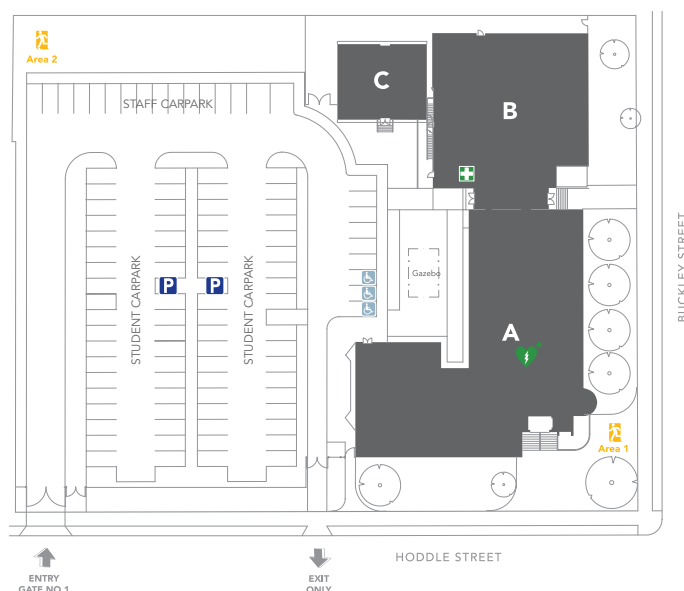 Area 2
STAFF CARPARK
C
B
STUDENT CARPARK
P
P
STUDENT CARPARK
Gazebo
A
BUCKLEY STREET
Area 1
HODDLE STREET
ENTRY
GATE NO.1
EXIT
ONLY